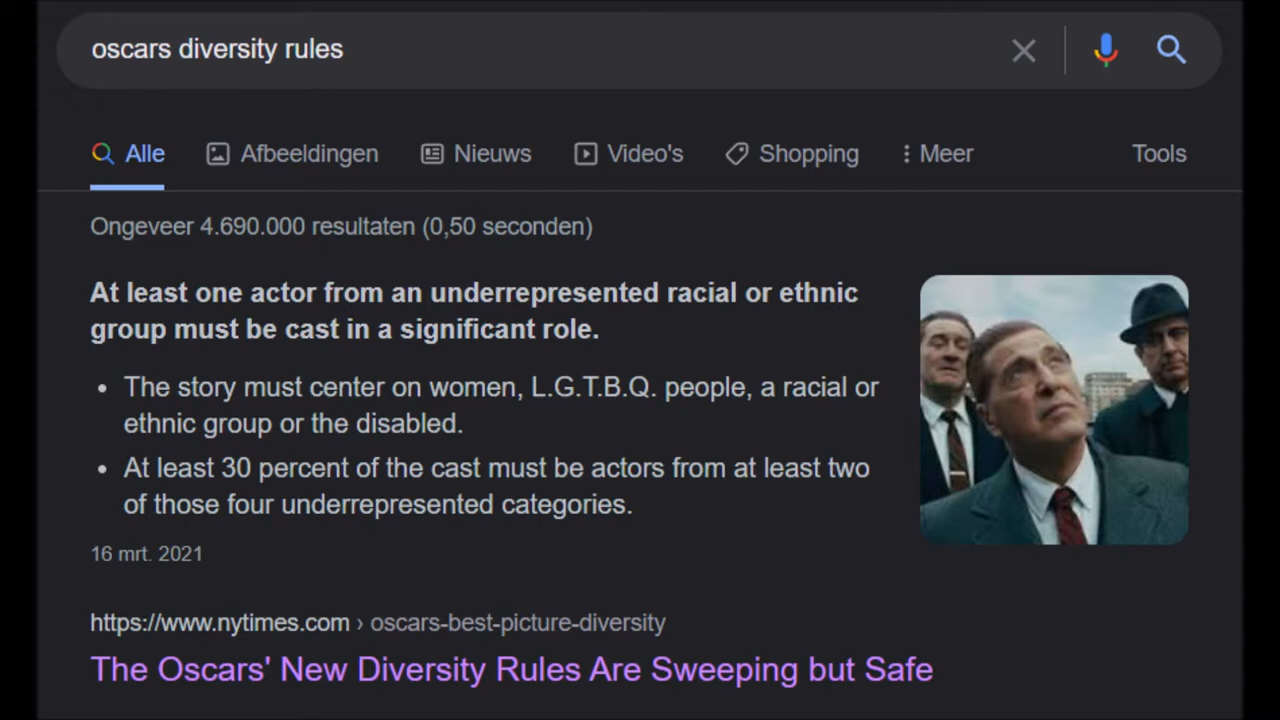 oscars diversity rules
Alle Afbeeldingen Nieuws Video's Shopping Meer Tools
Ongeveer 4.690.000 resultaten (0,50 seconden)
At least one actor from an underrepresented racial or ethnic
group must be cast in a significant role.
• The story must center on women, L.G.T.B.Q. people, a racial or
ethnic group or the disabled.
• At least 30 percent of the cast must be actors from at least two
of those four underrepresented categories.
16 mrt. 2021
https://www.nytimes.com › oscars-best-picture-diversity
The Oscars' New Diversity Rules Are Sweeping but Safe